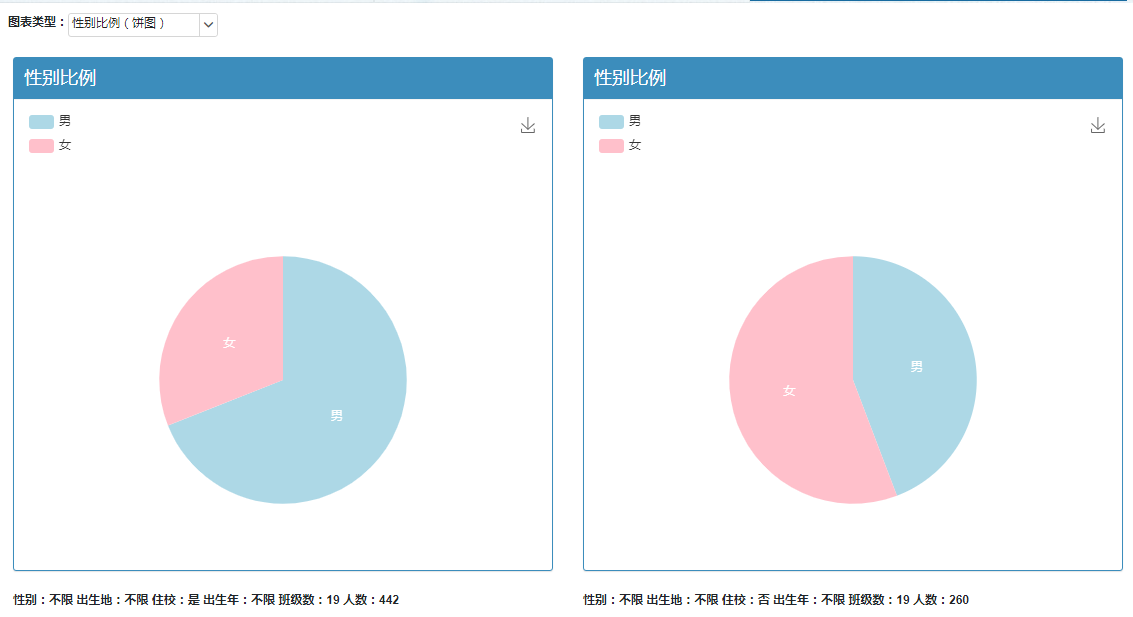 图表类型：性别比例（饼图）
性别比例
男
女
女
男
性别：不限 出生地：不限 住校：是 出生年：不限 班级数：19 人数：442
性别比例
男
女
男
女
性别：不限 出生地：不限 住校：否 出生年：不限 班级数：19 人数：260